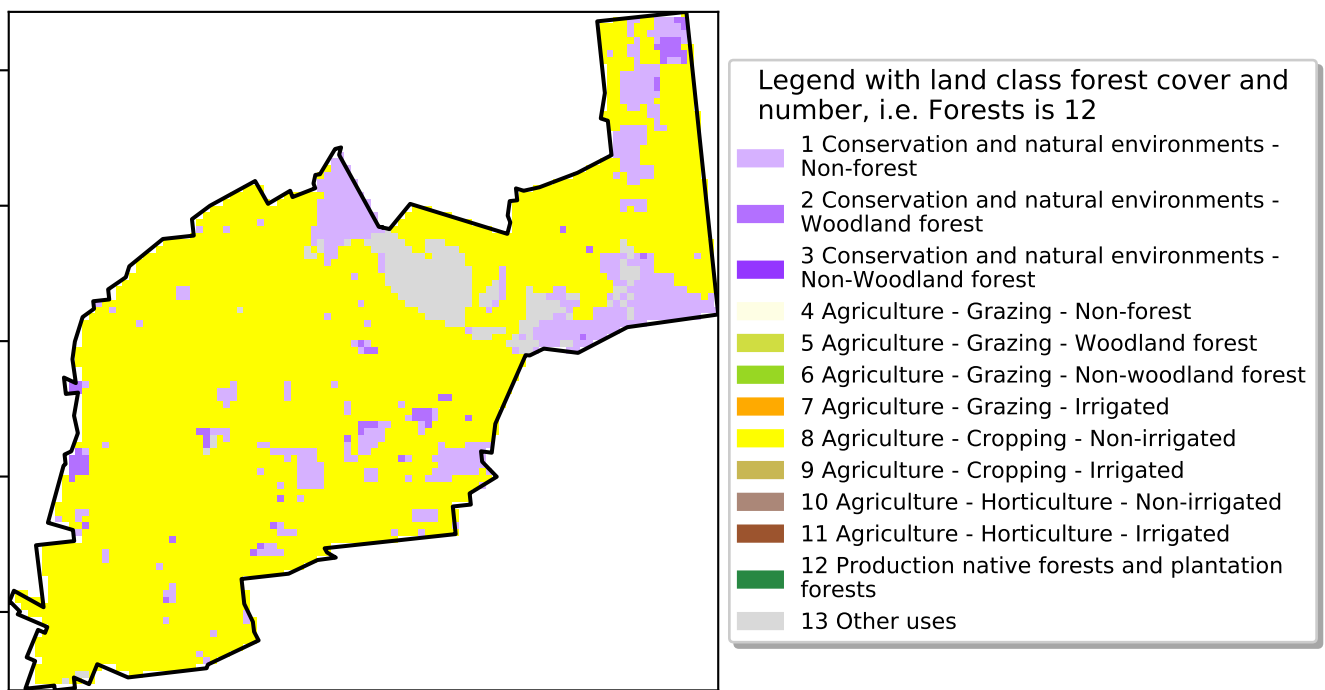 Legend with land class forest cover and
number, i.e. Forests is 12
1 Conservation and natural environments -
Non-forest
2 Conservation and natural environments -
Woodland forest
3 Conservation and natural environments -
Non-Woodland forest
4 Agriculture - Grazing - Non-forest
5 Agriculture - Grazing - Woodland forest
6 Agriculture - Grazing - Non-woodland forest
7 Agriculture - Grazing - Irrigated
8 Agriculture - Cropping - Non-irrigated
9 Agriculture - Cropping - Irrigated
10 Agriculture - Horticulture - Non-irrigated
11 Agriculture - Horticulture - Irrigated
12 Production native forests and plantation
forests
13 Other uses